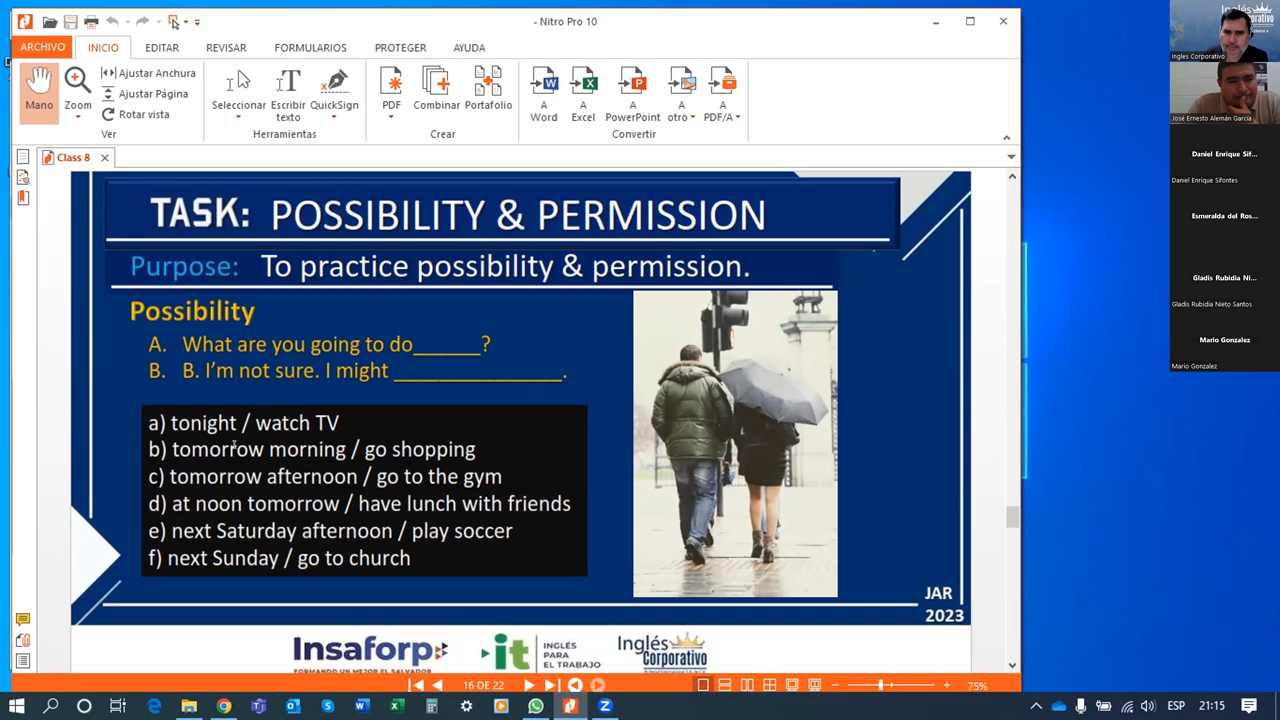 - Nitro Pro 10
ARCHIVO INICIO EDITAR REVISAR FORMULARIOS PROTEGER AYUDA
Mano
Zoom
Ajustar Anchura
Ajustar Página
Rotar vista
Ver
Seleccionar
Escribir texto
QuickSign
Herramientas
PDF
Combinar
Portafolio
Crear
A Word
A Excel
A PowerPoint
A otro
A PDF/A
Convertir
Class 8
TASK: POSSIBILITY & PERMISSION
Purpose: To practice possibility & permission.
Possibility
A. What are you going to do______?
B. B. I'm not sure. I might _______________.
a) tonight / watch TV
b) tomorrow morning / go shopping
c) tomorrow afternoon / go to the gym
d) at noon tomorrow / have lunch with friends
e) next Saturday afternoon / play soccer
f) next Sunday / go to church
JAR
2023
Insaforp
FORMANDO UN MEJOR EL SALVADOR
it
INGLÉS
PARA
EL TRABAJO
Inglés
Corporativo
16 DE 22
75%
ESP
21:15
Inglés
Corporativo
Ingles Corporativo
José Ernesto Alemán García
Daniel Enrique Sif...
Daniel Enrique Sifontes
Esmeralda del Ros...
Gladis Rubidia Ni...
Gladis Rubidia Nieto Santos
Mario Gonzalez
Mario Gonzalez